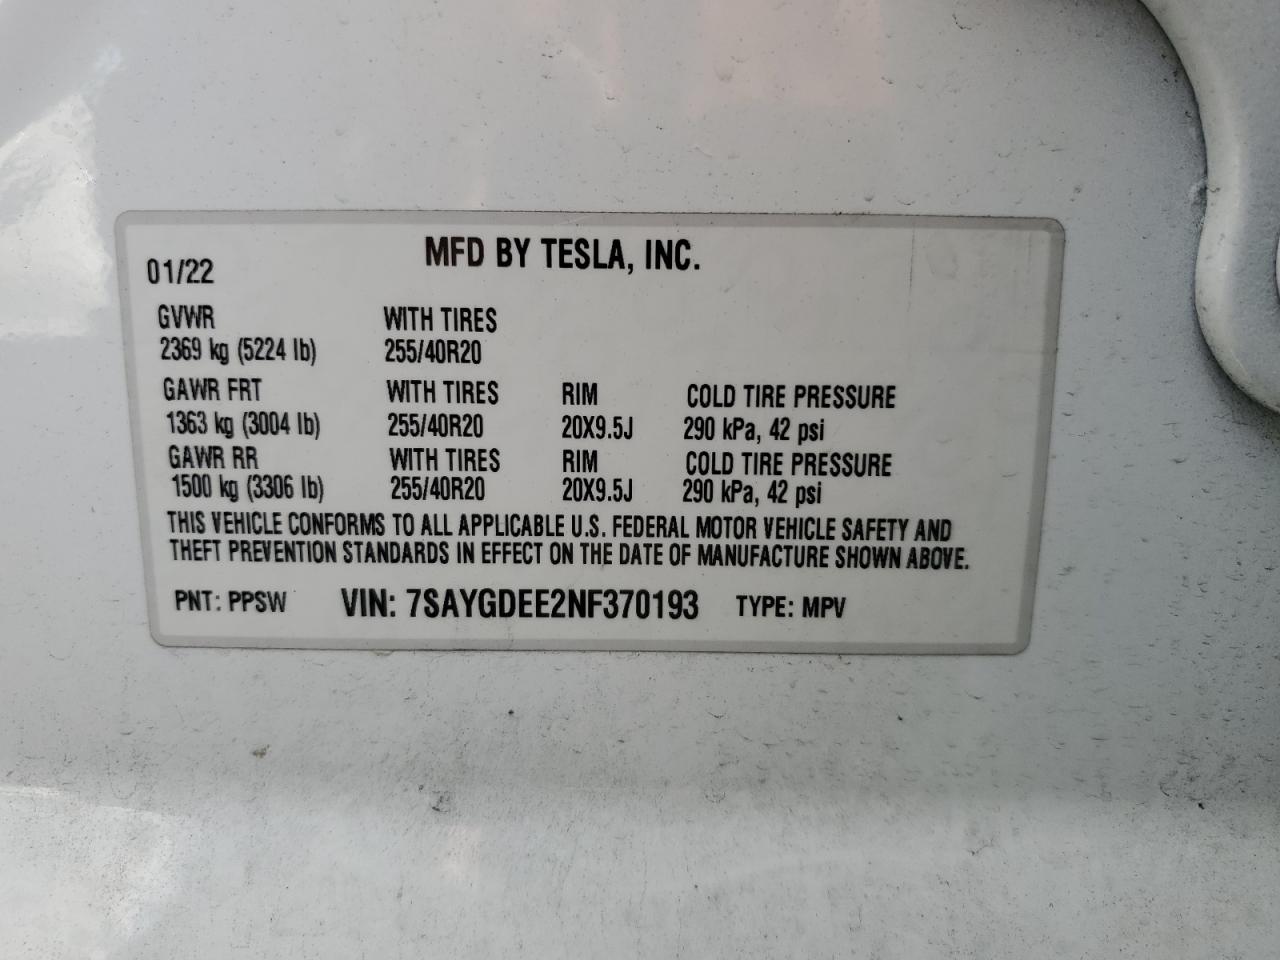 MFD BY TESLA, INC.
01/22
GVWR WITH TIRES
2369 kg (5224 lb) 255/40R20
GAWR FRT WITH TIRES RIM COLD TIRE PRESSURE
1363 kg (3004 lb) 255/40R20 20X9.5J 290 kPa, 42 psi
GAWR RR WITH TIRES RIM COLD TIRE PRESSURE
1500 kg (3306 lb) 255/40R20 20X9.5J 290 kPa, 42 psi
THIS VEHICLE CONFORMS TO ALL APPLICABLE U.S. FEDERAL MOTOR VEHICLE SAFETY AND
THEFT PREVENTION STANDARDS IN EFFECT ON THE DATE OF MANUFACTURE SHOWN ABOVE.
PNT: PPSW VIN: 7SAYGDEE2NF370193 TYPE: MPV